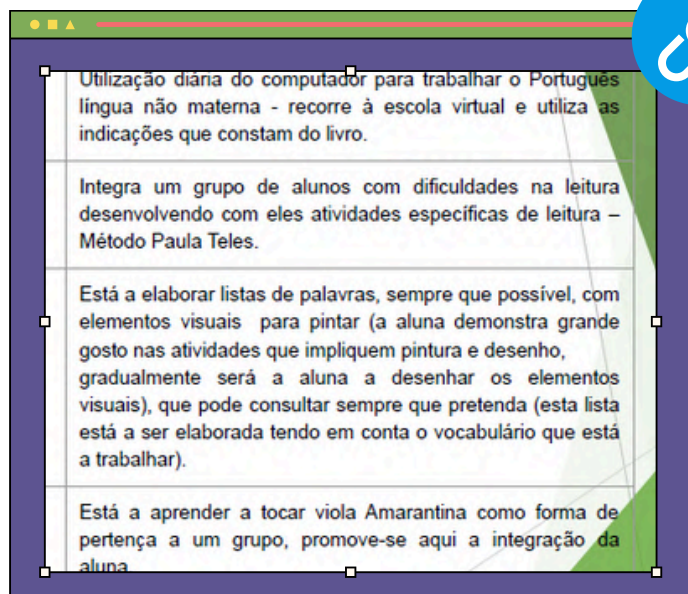 Utilização diária do computador para trabalhar o Português
língua não materna - recorre à escola virtual e utiliza as
indicações que constam do livro.
Integra um grupo de alunos com dificuldades na leitura
desenvolvendo com eles atividades específicas de leitura –
Método Paula Teles.
Está a elaborar listas de palavras, sempre que possível, com
elementos visuais para pintar (a aluna demonstra grande
gosto nas atividades que impliquem pintura e desenho,
gradualmente será a aluna a desenhar os elementos
visuais), que pode consultar sempre que pretenda (esta lista
está a ser elaborada tendo em conta o vocabulário que está
a trabalhar).
Está a aprender a tocar viola Amarantina como forma de
pertença a um grupo, promove-se aqui a integração da
aluna